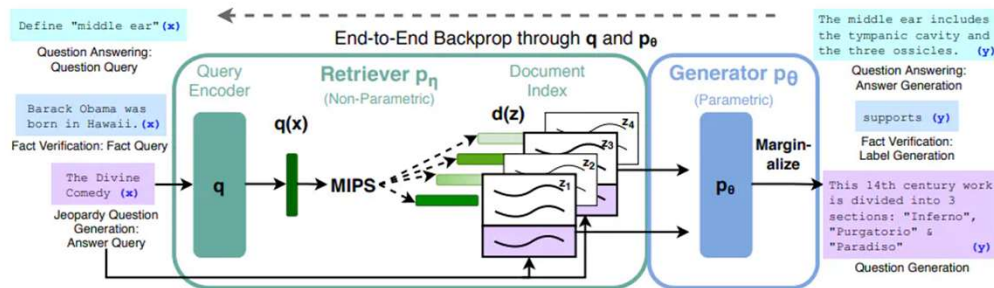 Define "middle ear" (x)
Question Answering:
Question Query
Barack Obama was
born in Hawaii. (x)
Fact Verification: Fact Query
The Divine
Comedy (x)
Jeopardy Question
Generation:
Answer Query
End-to-End Backprop through q and pθ
Query
Encoder
q
q(x)
Retriever pη
(Non-Parametric)
MIPS
Document
Index
d(z)
z4
z3
z2
z1
Generator pθ
(Parametric)
pθ
Margin-
alize
The middle ear includes
the tympanic cavity and
the three ossicles. (y)
Question Answering:
Answer Generation
supports (y)
Fact Verification:
Label Generation
This 14th century work
is divided into 3
sections: "Inferno",
"Purgatorio" &
"Paradiso" (y)
Question Generation